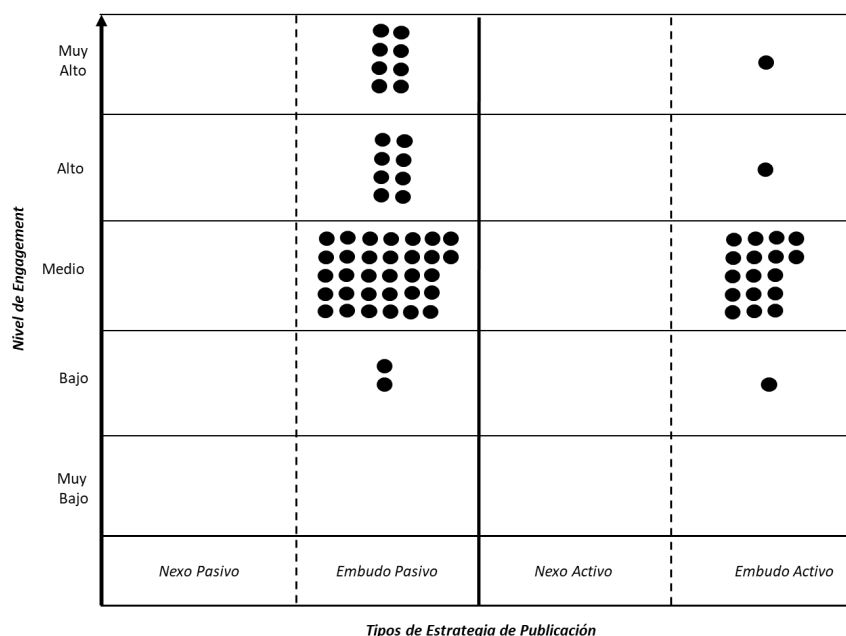 Muy
Alto
Alto
Medio
Bajo
Muy
Bajo
Nivel de Engagement
Nexo Pasivo
Embudo Pasivo
Nexo Activo
Embudo Activo
Tipos de Estrategia de Publicación